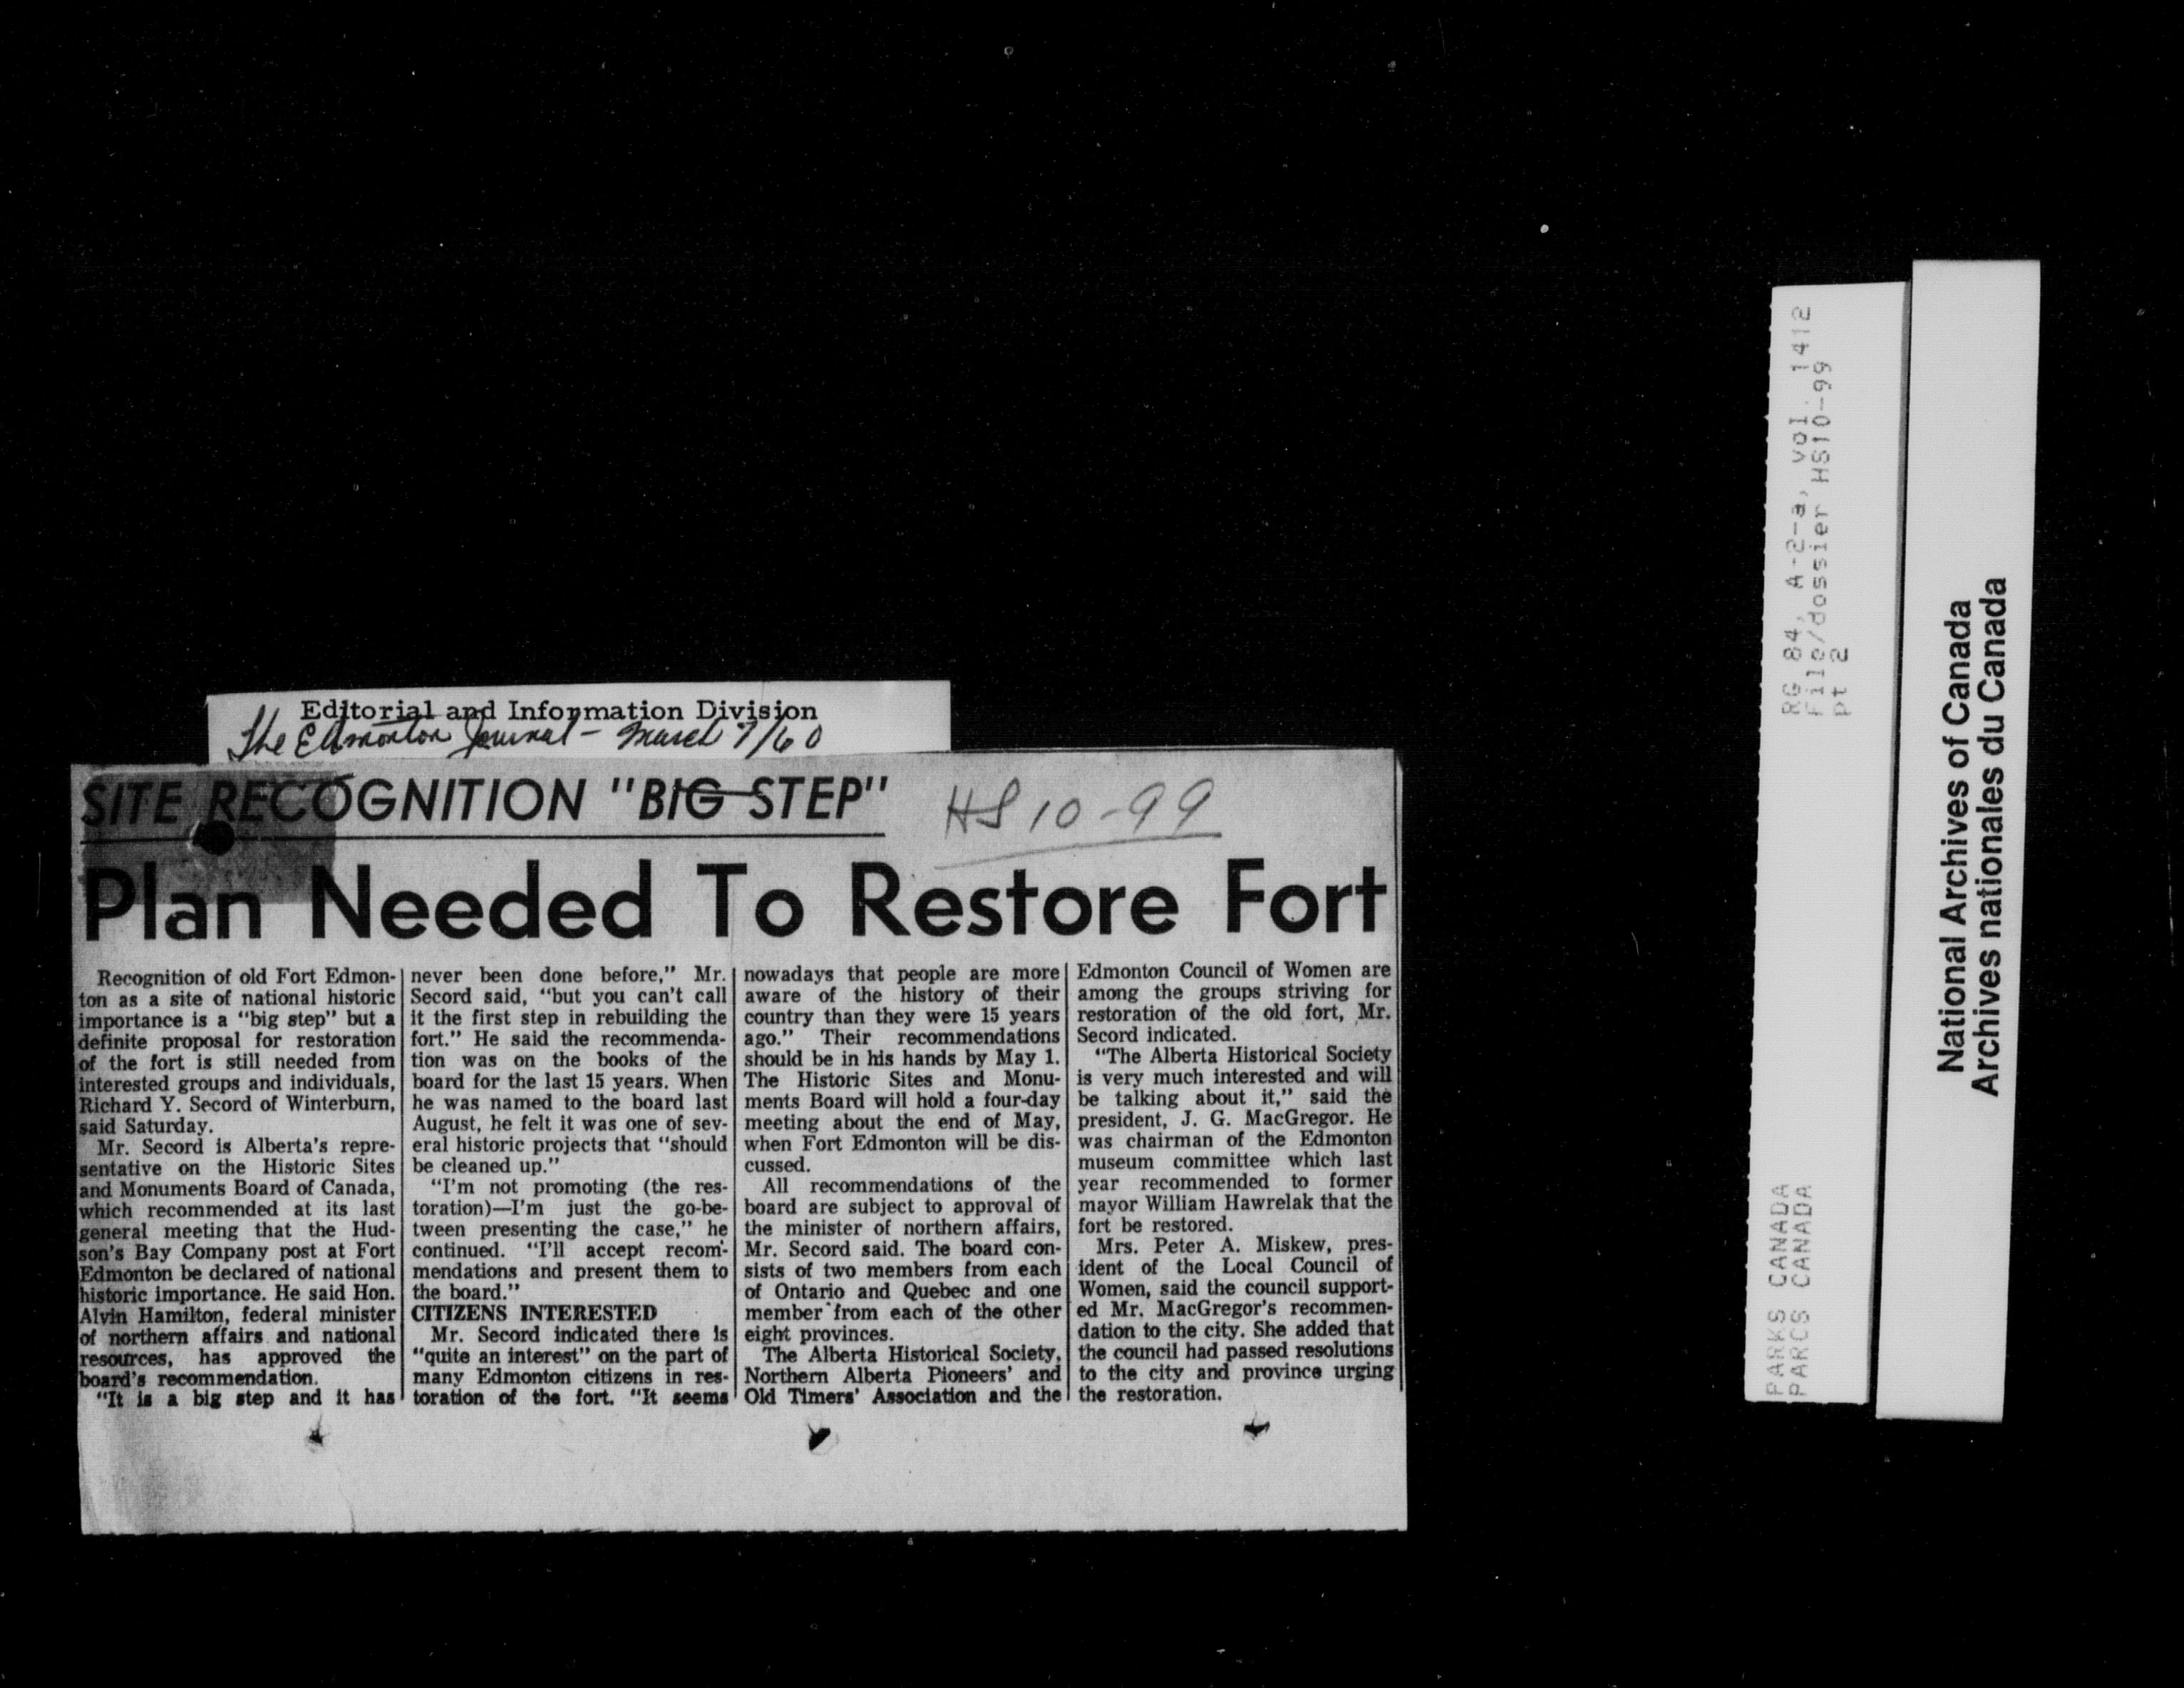 Editorial and Information Division
The Edmonton Journal - March 7/60
SITE RECOGNITION "BIG STEP"
HS 10-99
Plan Needed To Restore Fort
Recognition of old Fort Edmon-
ton as a site of national historic
importance is a "big step" but a
definite proposal for restoration
of the fort is still needed from
interested groups and individuals,
Richard Y. Secord of Winterburn,
said Saturday.
Mr. Secord is Alberta's repre-
sentative on the Historic Sites
and Monuments Board of Canada,
which recommended at its last
general meeting that the Hud-
son's Bay Company post at Fort
Edmonton be declared of national
historic importance. He said Hon.
Alvin Hamilton, federal minister
of northern affairs and national
resources, has approved the
board's recommendation.
"It is a big step and it has
never been done before," Mr.
Secord said, "but you can't call
it the first step in rebuilding the
fort." He said the recommenda-
tion was on the books of the
board for the last 15 years. When
he was named to the board last
August, he felt it was one of sev-
eral historic projects that "should
be cleaned up."
"I'm not promoting (the res-
toration)—I'm just the go-be-
tween presenting the case," he
continued. "I'll accept recom-
mendations and present them to
the board."
CITIZENS INTERESTED
Mr. Secord indicated there is
"quite an interest" on the part of
many Edmonton citizens in res-
toration of the fort. "It seems
nowadays that people are more
aware of the history of their
country than they were 15 years
ago." Their recommendations
should be in his hands by May 1.
The Historic Sites and Monu-
ments Board will hold a four-day
meeting about the end of May,
when Fort Edmonton will be dis-
cussed.
All recommendations of the
board are subject to approval of
the minister of northern affairs,
Mr. Secord said. The board con-
sists of two members from each
of Ontario and Quebec and one
member from each of the other
eight provinces.
The Alberta Historical Society,
Northern Alberta Pioneers' and
Old Timers' Association and the
Edmonton Council of Women are
among the groups striving for
restoration of the old fort, Mr.
Secord indicated.
"The Alberta Historical Society
is very much interested and will
be talking about it," said the
president, J. G. MacGregor. He
was chairman of the Edmonton
museum committee which last
year recommended to former
mayor William Hawrelak that the
fort be restored.
Mrs. Peter A. Miskew, pres-
ident of the Local Council of
Women, said the council support-
ed Mr. MacGregor's recommen-
dation to the city. She added that
the council had passed resolutions
to the city and province urging
the restoration.
RG 84, A-2-a, vol. 1412
File/dossier HS10-99
pt 2
PARKS CANADA
PARCS CANADA
National Archives of Canada
Archives nationales du Canada